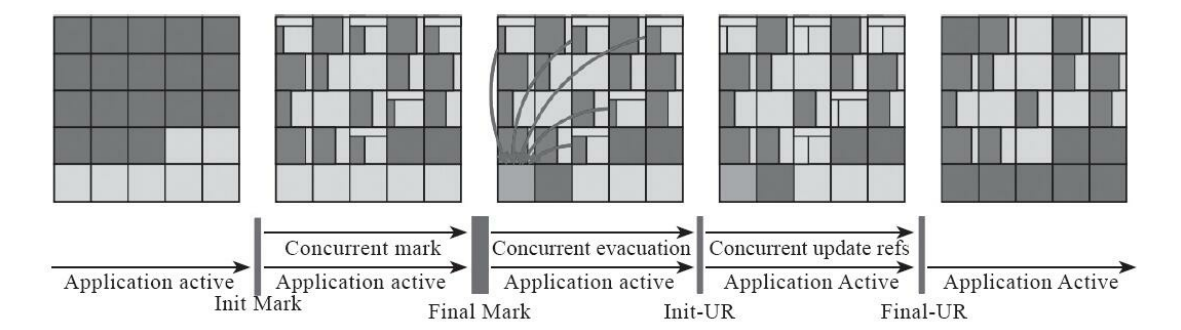 Concurrent mark
Concurrent evacuation
Concurrent update refs
Application active
Application active
Application active
Application Active
Application Active
Init Mark
Final Mark
Init-UR
Final-UR